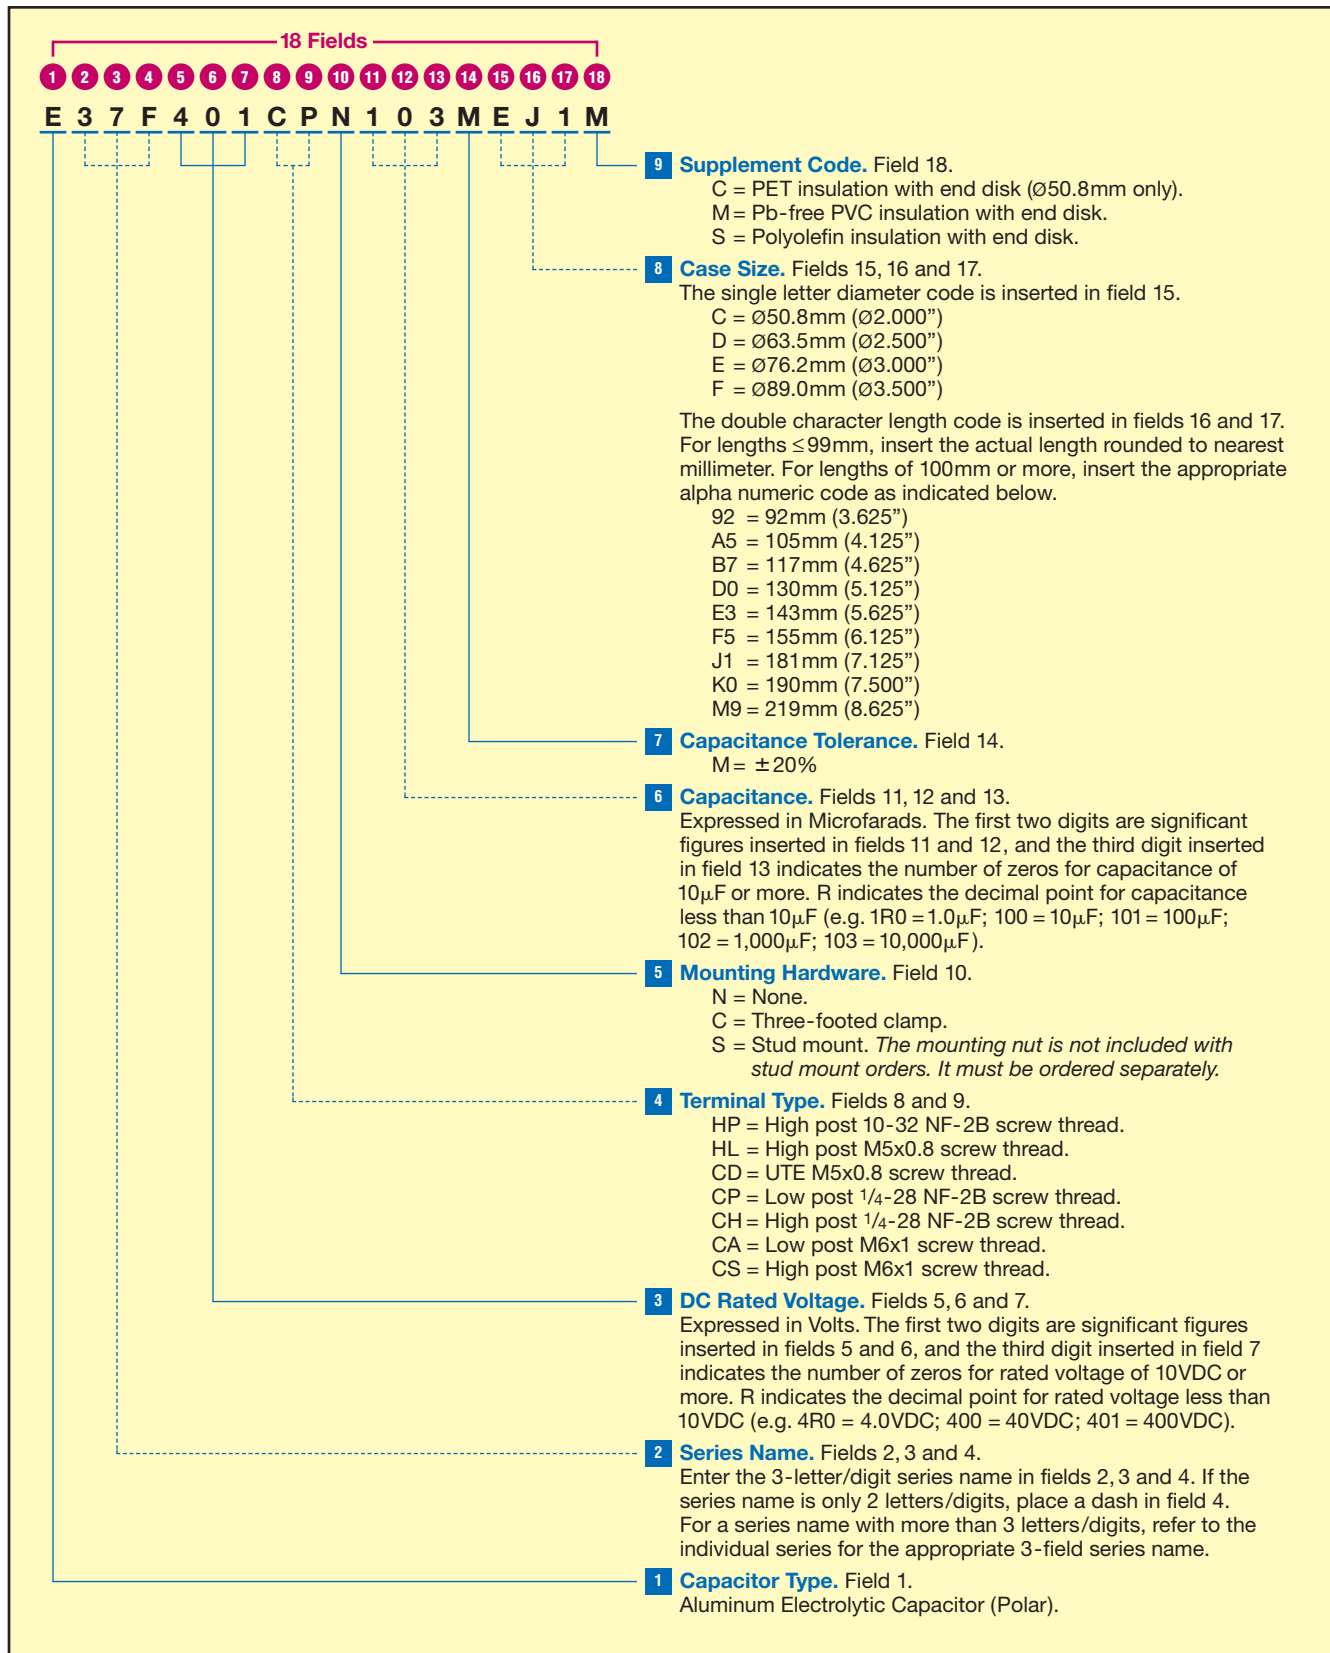 18 Fields
1 2 3 4 5 6 7 8 9 10 11 12 13 14 15 16 17 18
E 3 7 F 4 0 1 C P N 1 0 3 M E J 1 M
9 Supplement Code. Field 18.
C = PET insulation with end disk (Ø50.8mm only).
M = Pb-free PVC insulation with end disk.
S = Polyolefin insulation with end disk.
8 Case Size. Fields 15, 16 and 17.
The single letter diameter code is inserted in field 15.
C = Ø50.8mm (Ø2.000”)
D = Ø63.5mm (Ø2.500”)
E = Ø76.2mm (Ø3.000”)
F = Ø89.0mm (Ø3.500”)
The double character length code is inserted in fields 16 and 17.
For lengths ≤99mm, insert the actual length rounded to nearest
millimeter. For lengths of 100mm or more, insert the appropriate
alpha numeric code as indicated below.
92 = 92mm (3.625”)
A5 = 105mm (4.125”)
B7 = 117mm (4.625”)
D0 = 130mm (5.125”)
E3 = 143mm (5.625”)
F5 = 155mm (6.125”)
J1 = 181mm (7.125”)
K0 = 190mm (7.500”)
M9 = 219mm (8.625”)
7 Capacitance Tolerance. Field 14.
M = ±20%
6 Capacitance. Fields 11, 12 and 13.
Expressed in Microfarads. The first two digits are significant
figures inserted in fields 11 and 12, and the third digit inserted
in field 13 indicates the number of zeros for capacitance of
10µF or more. R indicates the decimal point for capacitance
less than 10µF (e.g. 1R0 = 1.0µF; 100 = 10µF; 101 = 100µF;
102 = 1,000µF; 103 = 10,000µF).
5 Mounting Hardware. Field 10.
N = None.
C = Three-footed clamp.
S = Stud mount. The mounting nut is not included with
stud mount orders. It must be ordered separately.
4 Terminal Type. Fields 8 and 9.
HP = High post 10-32 NF-2B screw thread.
HL = High post M5x0.8 screw thread.
CD = UTE M5x0.8 screw thread.
CP = Low post 1/4-28 NF-2B screw thread.
CH = High post 1/4-28 NF-2B screw thread.
CA = Low post M6x1 screw thread.
CS = High post M6x1 screw thread.
3 DC Rated Voltage. Fields 5, 6 and 7.
Expressed in Volts. The first two digits are significant figures
inserted in fields 5 and 6, and the third digit inserted in field 7
indicates the number of zeros for rated voltage of 10VDC or
more. R indicates the decimal point for rated voltage less than
10VDC (e.g. 4R0 = 4.0VDC; 400 = 40VDC; 401 = 400VDC).
2 Series Name. Fields 2, 3 and 4.
Enter the 3-letter/digit series name in fields 2, 3 and 4. If the
series name is only 2 letters/digits, place a dash in field 4.
For a series name with more than 3 letters/digits, refer to the
individual series for the appropriate 3-field series name.
1 Capacitor Type. Field 1.
Aluminum Electrolytic Capacitor (Polar).